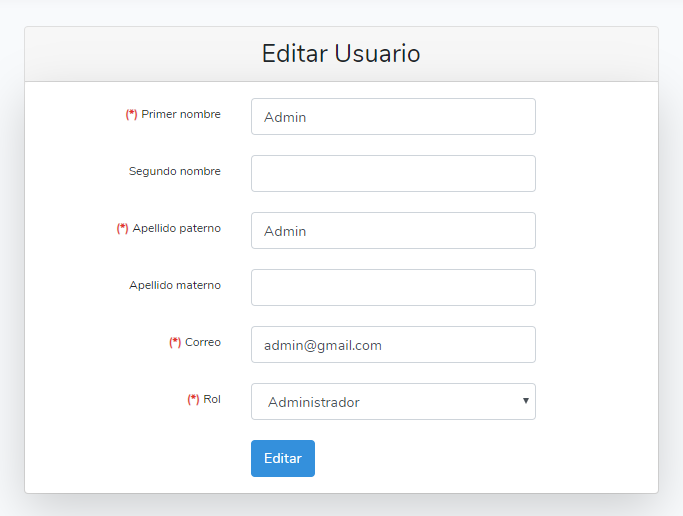 Editar Usuario
(*) Primer nombre
Admin
Segundo nombre
(*) Apellido paterno
Admin
Apellido materno
(*) Correo
admin@gmail.com
(*) Rol
Administrador
Editar